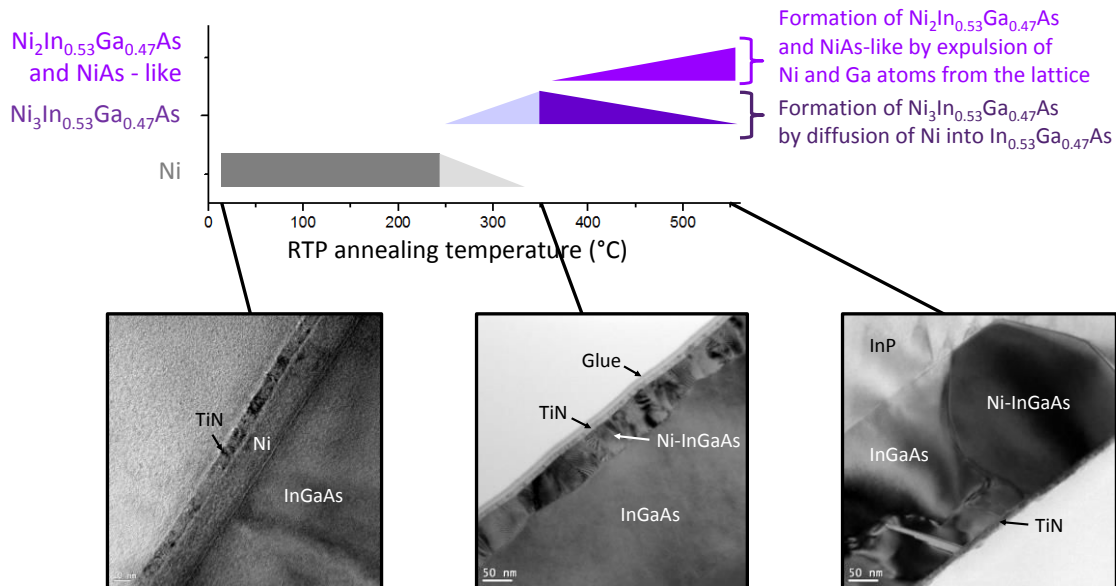 Ni₂In₀.₅₃Ga₀.₄₇As
and NiAs - like
Ni₃In₀.₅₃Ga₀.₄₇As
Ni
Formation of Ni₂In₀.₅₃Ga₀.₄₇As
and NiAs-like by expulsion of
Ni and Ga atoms from the lattice
Formation of Ni₃In₀.₅₃Ga₀.₄₇As
by diffusion of Ni into In₀.₅₃Ga₀.₄₇As
0 100 200 300 400 500
RTP annealing temperature (°C)
TiN
Ni
InGaAs
nm
Glue
TiN
Ni-InGaAs
InGaAs
50 nm
InP
Ni-InGaAs
InGaAs
TiN
50 nm